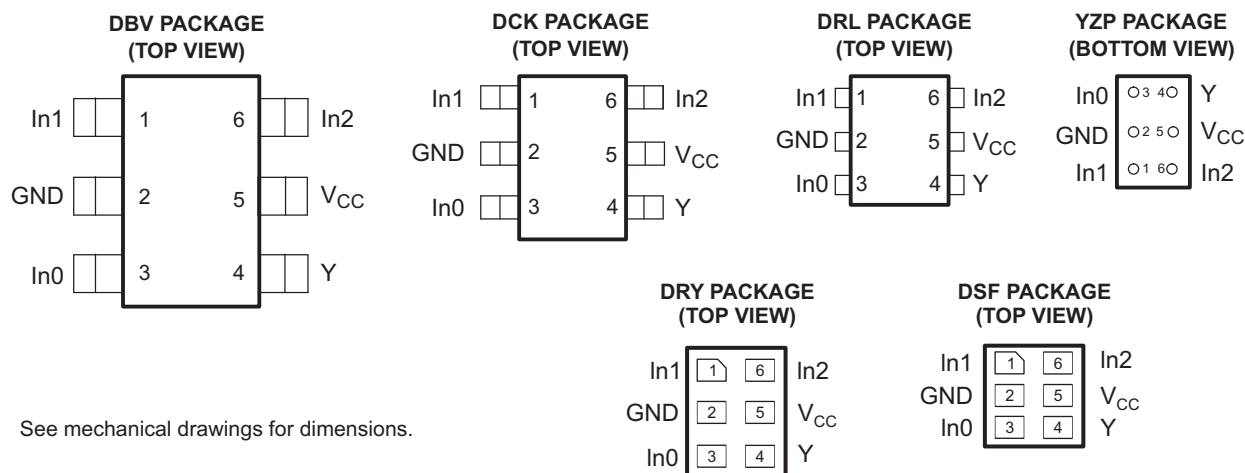 DBV PACKAGE
(TOP VIEW)
In1 1 6 In2
GND 2 5 VCC
In0 3 4 Y
DCK PACKAGE
(TOP VIEW)
In1 1 6 In2
GND 2 5 VCC
In0 3 4 Y
DRL PACKAGE
(TOP VIEW)
In1 1 6 In2
GND 2 5 VCC
In0 3 4 Y
YZP PACKAGE
(BOTTOM VIEW)
In0 3 4 Y
GND 2 5 VCC
In1 1 6 In2
DRY PACKAGE
(TOP VIEW)
In1 1 6 In2
GND 2 5 VCC
In0 3 4 Y
DSF PACKAGE
(TOP VIEW)
In1 1 6 In2
GND 2 5 VCC
In0 3 4 Y
See mechanical drawings for dimensions.